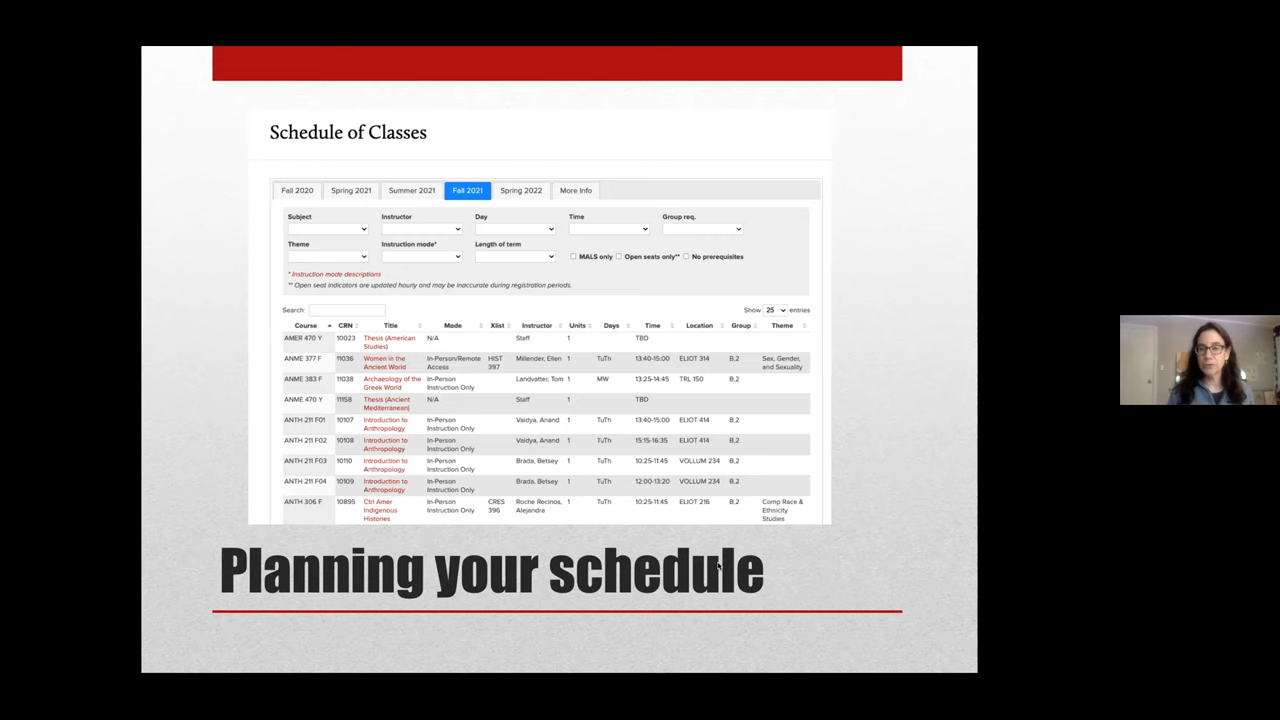 Schedule of Classes
Fall 2020 Spring 2021 Summer 2021 Fall 2021 Spring 2022 More Info
Subject Instructor Day Time Group req.
Theme Instruction mode* Length of term MALS only Open seats only** No prerequisites
* Instruction mode descriptions
** Open seat indicators are updated hourly and may be inaccurate during registration periods.
Search: Show 25 entries
Course CRN Title Mode Xlist Instructor Units Days Time Location Group Theme
AMER 470 Y 10023 Thesis (American N/A Staff 1 TBD
Studies)
ANME 377 F 11036 Women in the In-Person/Remote HIST Millender, Ellen 1 TuTh 13:40-15:00 ELIOT 314 B,2 Sex, Gender,
Ancient World Access 397 and Sexuality
ANME 383 F 11038 Archaeology of the In-Person Landvatter, Tom 1 MW 13:25-14:45 TRL 150 B,2
Greek World Instruction Only
ANME 470 Y 11158 Thesis (Ancient N/A Staff 1 TBD
Mediterranean)
ANTH 211 F01 10107 Introduction to In-Person Vaidya, Anand 1 TuTh 13:40-15:00 ELIOT 414 B,2
Anthropology Instruction Only
ANTH 211 F02 10108 Introduction to In-Person Vaidya, Anand 1 TuTh 15:15-16:35 ELIOT 414 B,2
Anthropology Instruction Only
ANTH 211 F03 10110 Introduction to In-Person Brada, Betsey 1 TuTh 10:25-11:45 VOLLUM 234 B,2
Anthropology Instruction Only
ANTH 211 F04 10109 Introduction to In-Person Brada, Betsey 1 TuTh 12:00-13:20 VOLLUM 234 B,2
Anthropology Instruction Only
ANTH 306 F 10895 Ctrl Amer In-Person CRES Roche Recinos, 1 TuTh 10:25-11:45 ELIOT 216 B,2 Comp Race &
Indigenous Instruction Only 396 Alejandra Ethnicity
Histories Studies
Planning your schedule